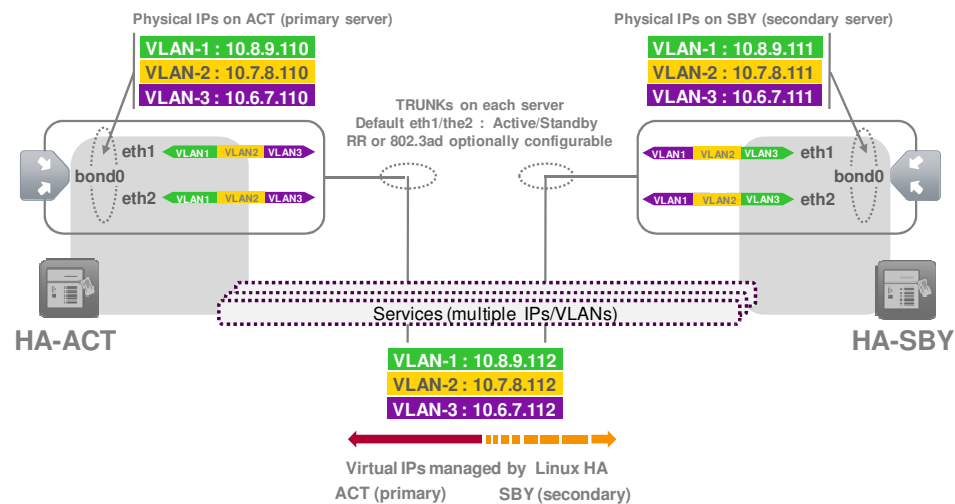 Physical IPs on ACT (primary server)
VLAN-1 : 10.8.9.110
VLAN-2 : 10.7.8.110
VLAN-3 : 10.6.7.110
Physical IPs on SBY (secondary server)
VLAN-1 : 10.8.9.111
VLAN-2 : 10.7.8.111
VLAN-3 : 10.6.7.111
TRUNKs on each server
Default eth1/the2 : Active/Standby
RR or 802.3ad optionally configurable
eth1
VLAN1 VLAN2 VLAN3
bond0
eth2
VLAN1 VLAN2 VLAN3
VLAN1 VLAN2 VLAN3
eth1
bond0
VLAN1 VLAN2 VLAN3
eth2
HA-ACT
HA-SBY
Services (multiple IPs/VLANs)
VLAN-1 : 10.8.9.112
VLAN-2 : 10.7.8.112
VLAN-3 : 10.6.7.112
Virtual IPs managed by Linux HA
ACT (primary) SBY (secondary)